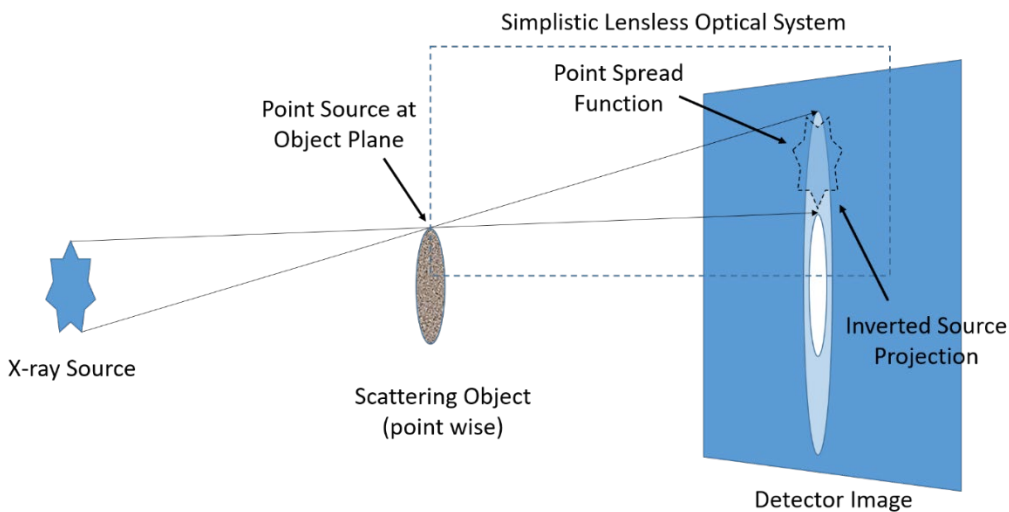 Simplistic Lensless Optical System
Point Spread
Function
Point Source at
Object Plane
X-ray Source
Scattering Object
(point wise)
Inverted Source
Projection
Detector Image